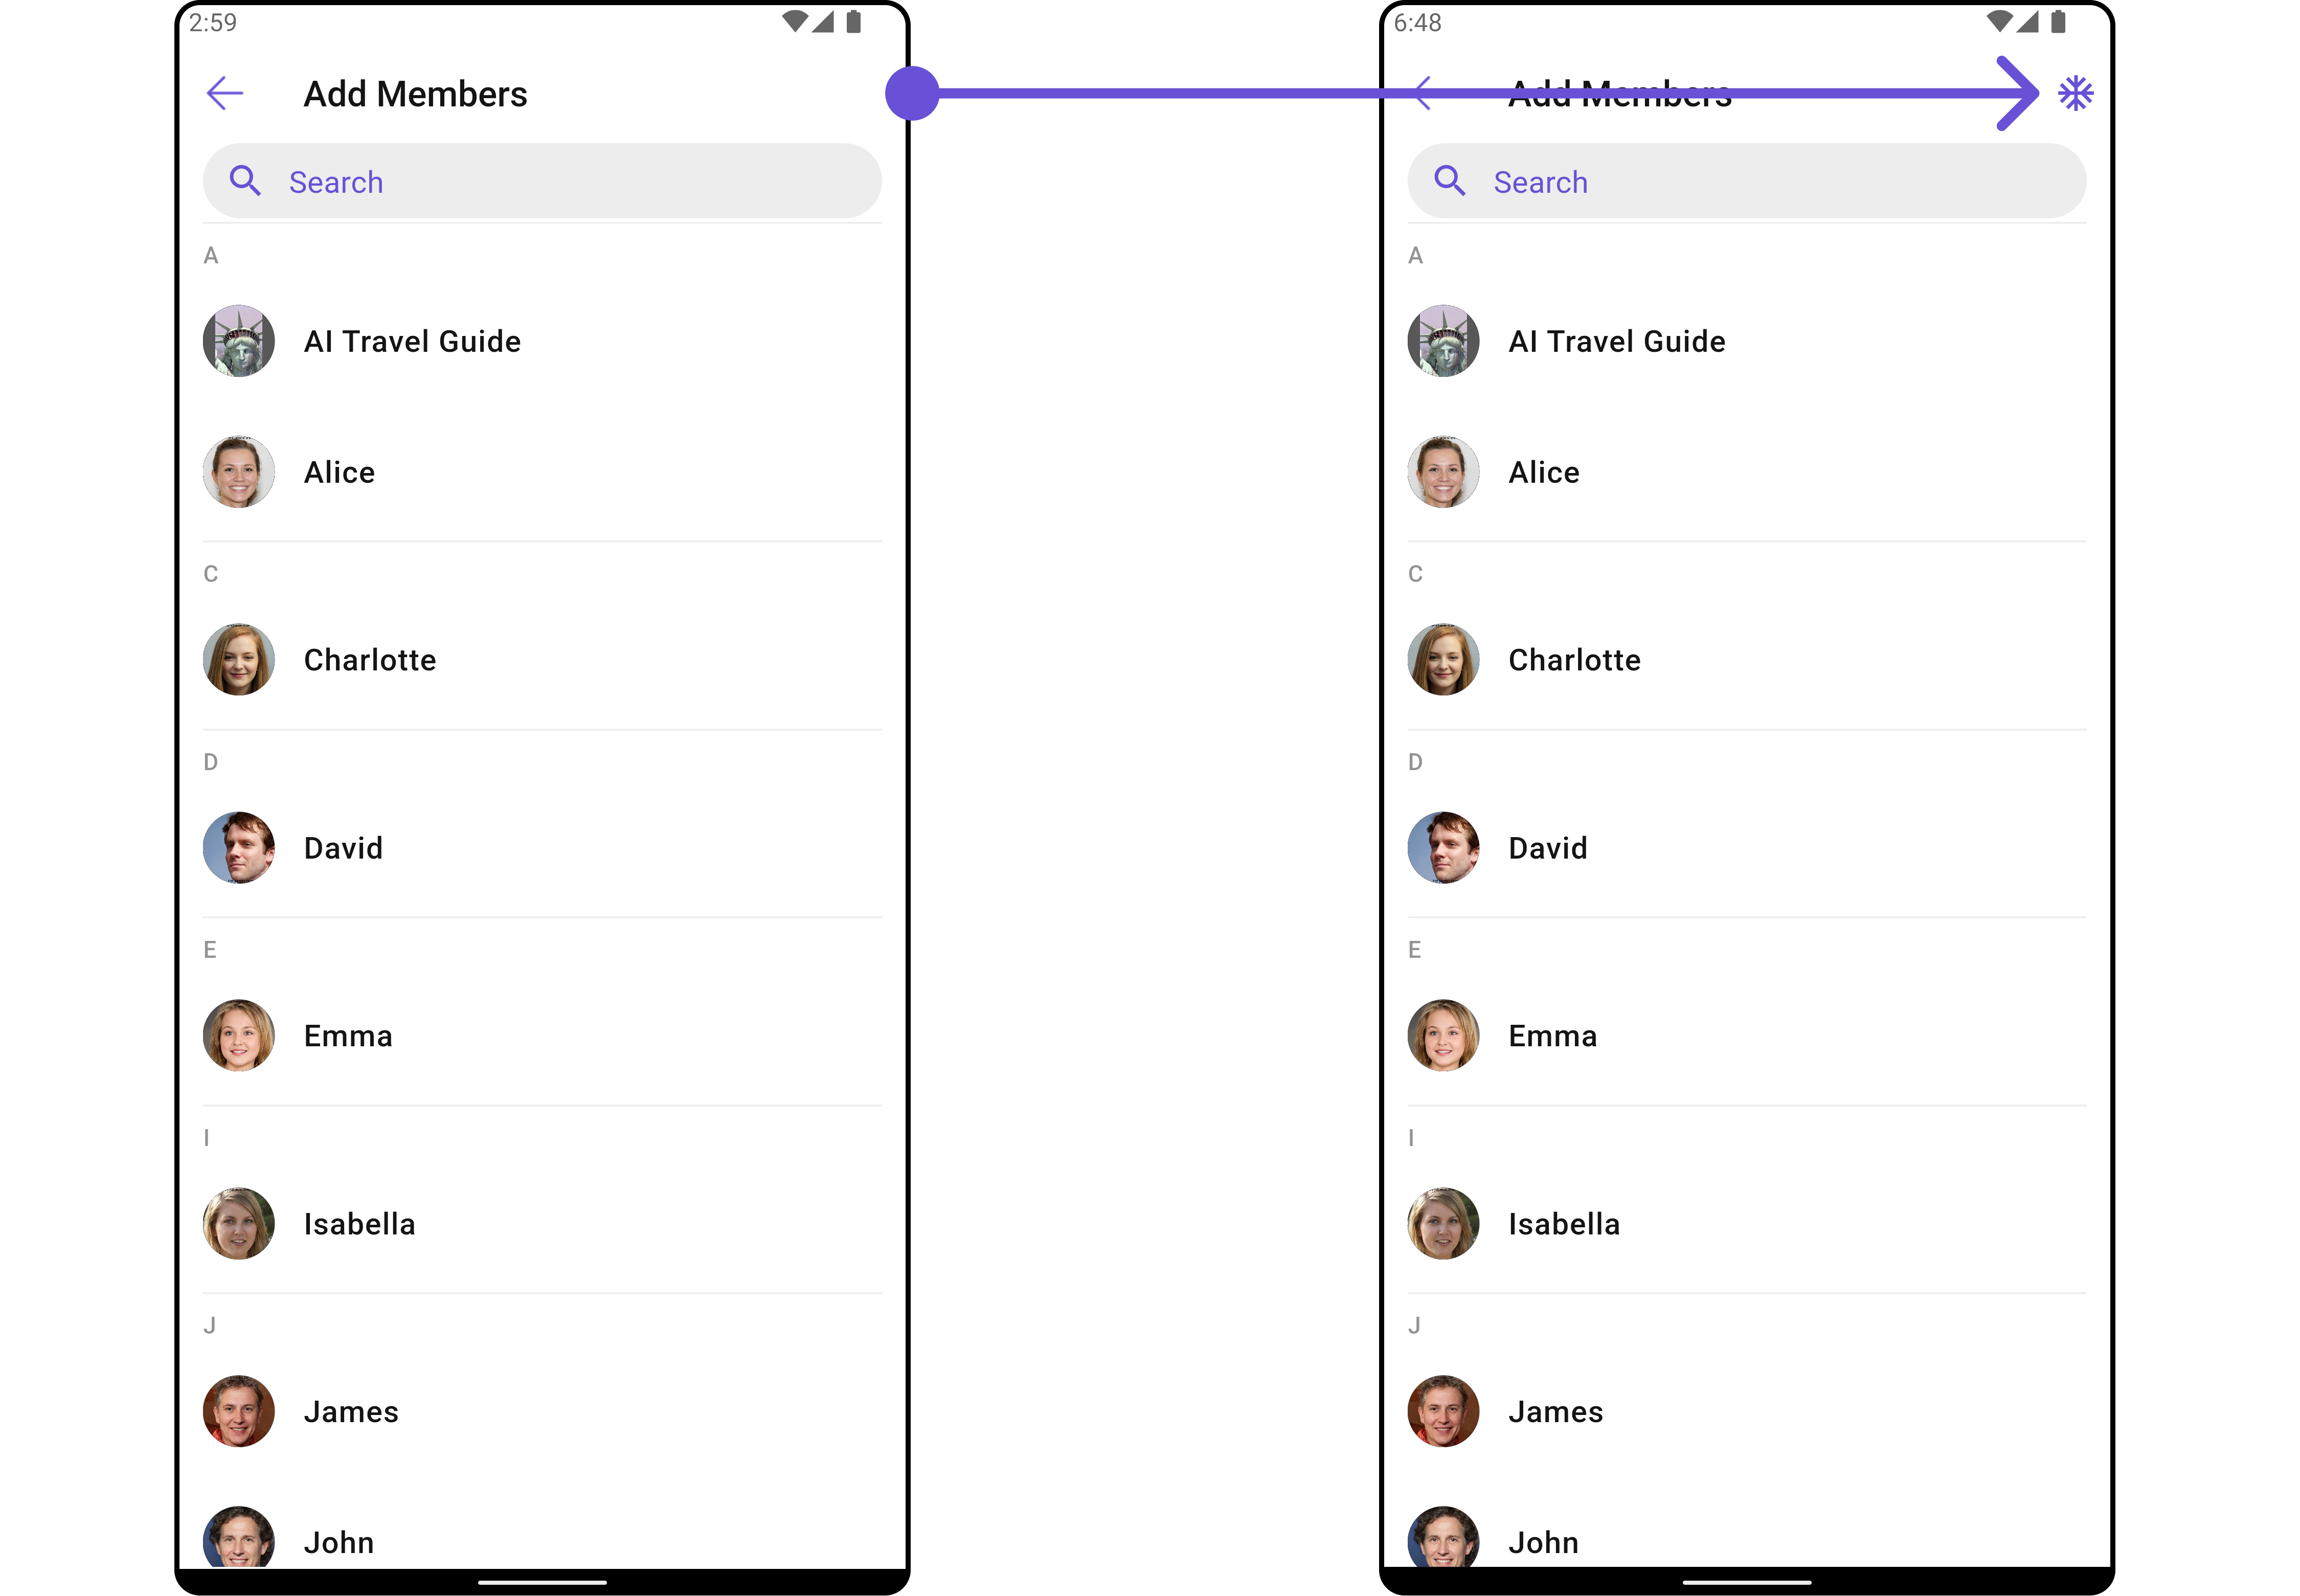 2:59
Add Members
Search
A
AI Travel Guide
Alice
C
Charlotte
D
David
E
Emma
I
Isabella
J
James
John
6:48
Add Members
Search
A
AI Travel Guide
Alice
C
Charlotte
D
David
E
Emma
I
Isabella
J
James
John